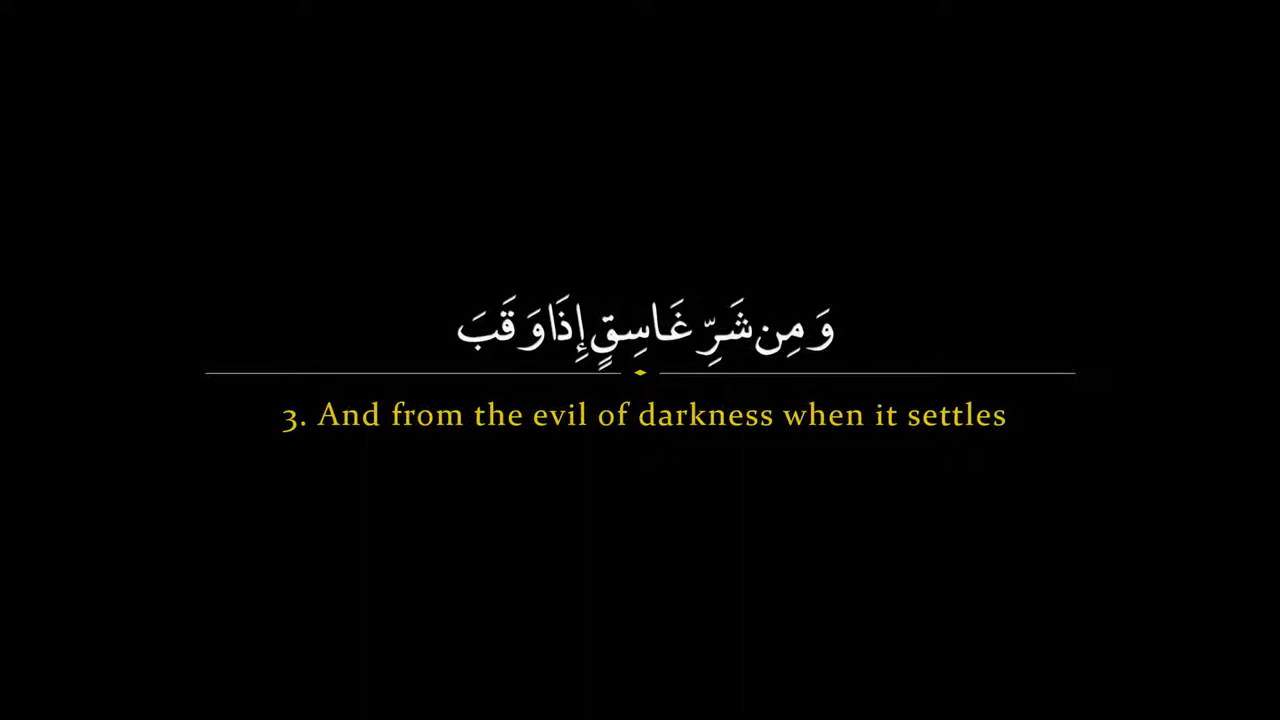 وَمِن شَرِّ غَاسِقٍ إِذَا وَقَبَ
3. And from the evil of darkness when it settles